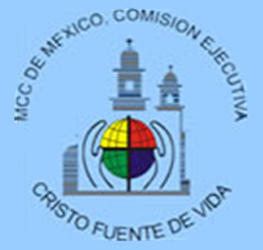 MCC DE MEXICO, COMISION EJECUTIVA
CRISTO FUENTE DE VIDA